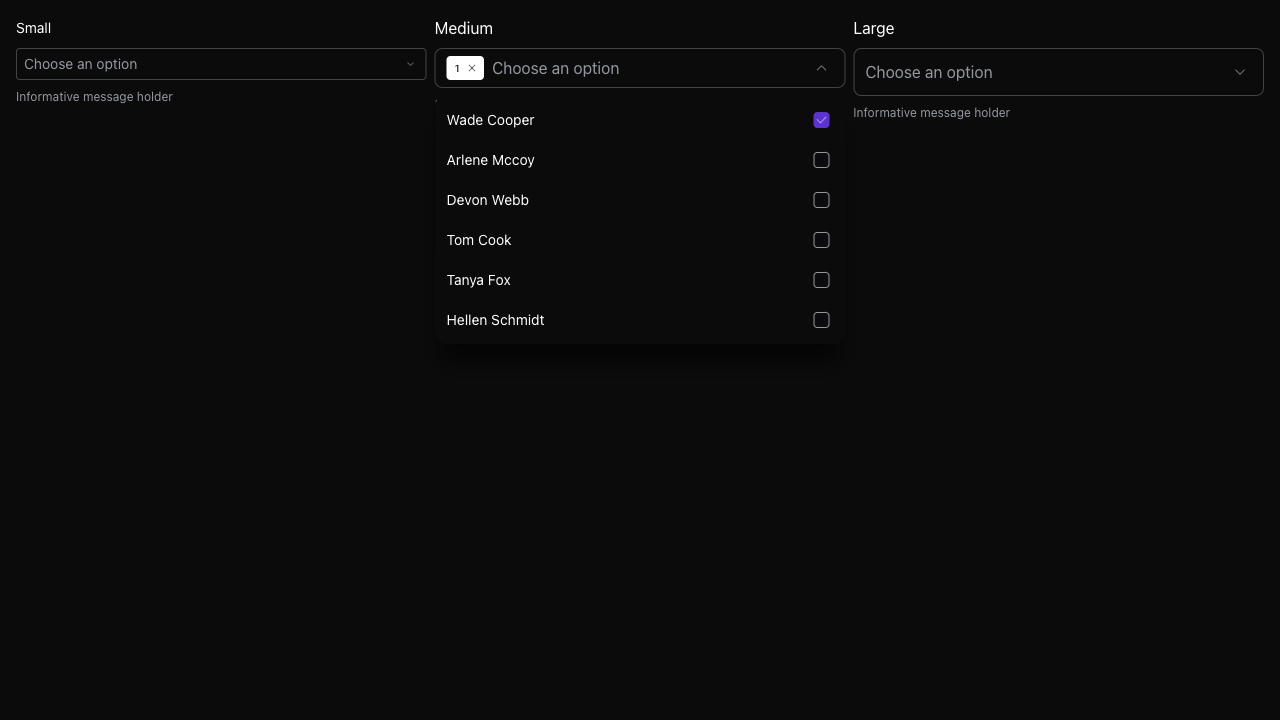 Small
Choose an option
Informative message holder
Medium
1
Choose an option
Wade Cooper
Arlene Mccoy
Devon Webb
Tom Cook
Tanya Fox
Hellen Schmidt
Large
Choose an option
Informative message holder